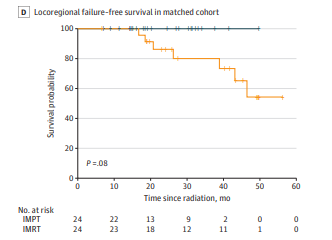 D Locoregional failure-free survival in matched cohort
100
80
60
40
20
0
Survival probability
P = .08
0 10 20 30 40 50 60
Time since radiation, mo
No. at risk
IMPT 24 22 13 9 2 0 0
IMRT 24 23 18 12 11 1 0